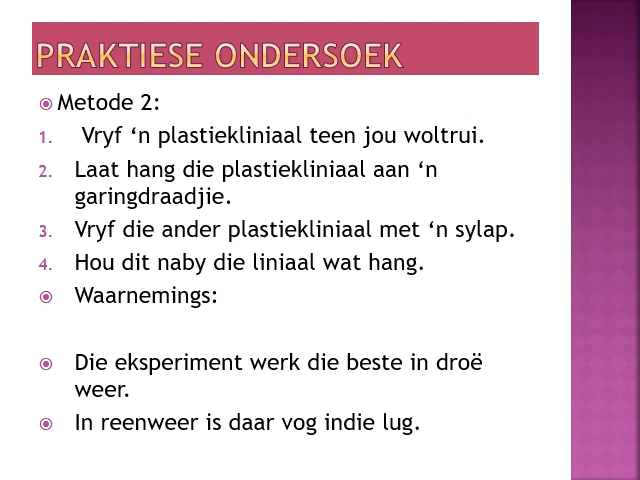 PRAKTIESE ONDERSOEK
Metode 2:
1. Vryf ‘n plastiekliniaal teen jou woltrui.
2. Laat hang die plastiekliniaal aan ‘n
garingdraadjie.
3. Vryf die ander plastiekliniaal met ‘n sylap.
4. Hou dit naby die liniaal wat hang.
Waarnemings:
Die eksperiment werk die beste in droë
weer.
In reenweer is daar vog indie lug.